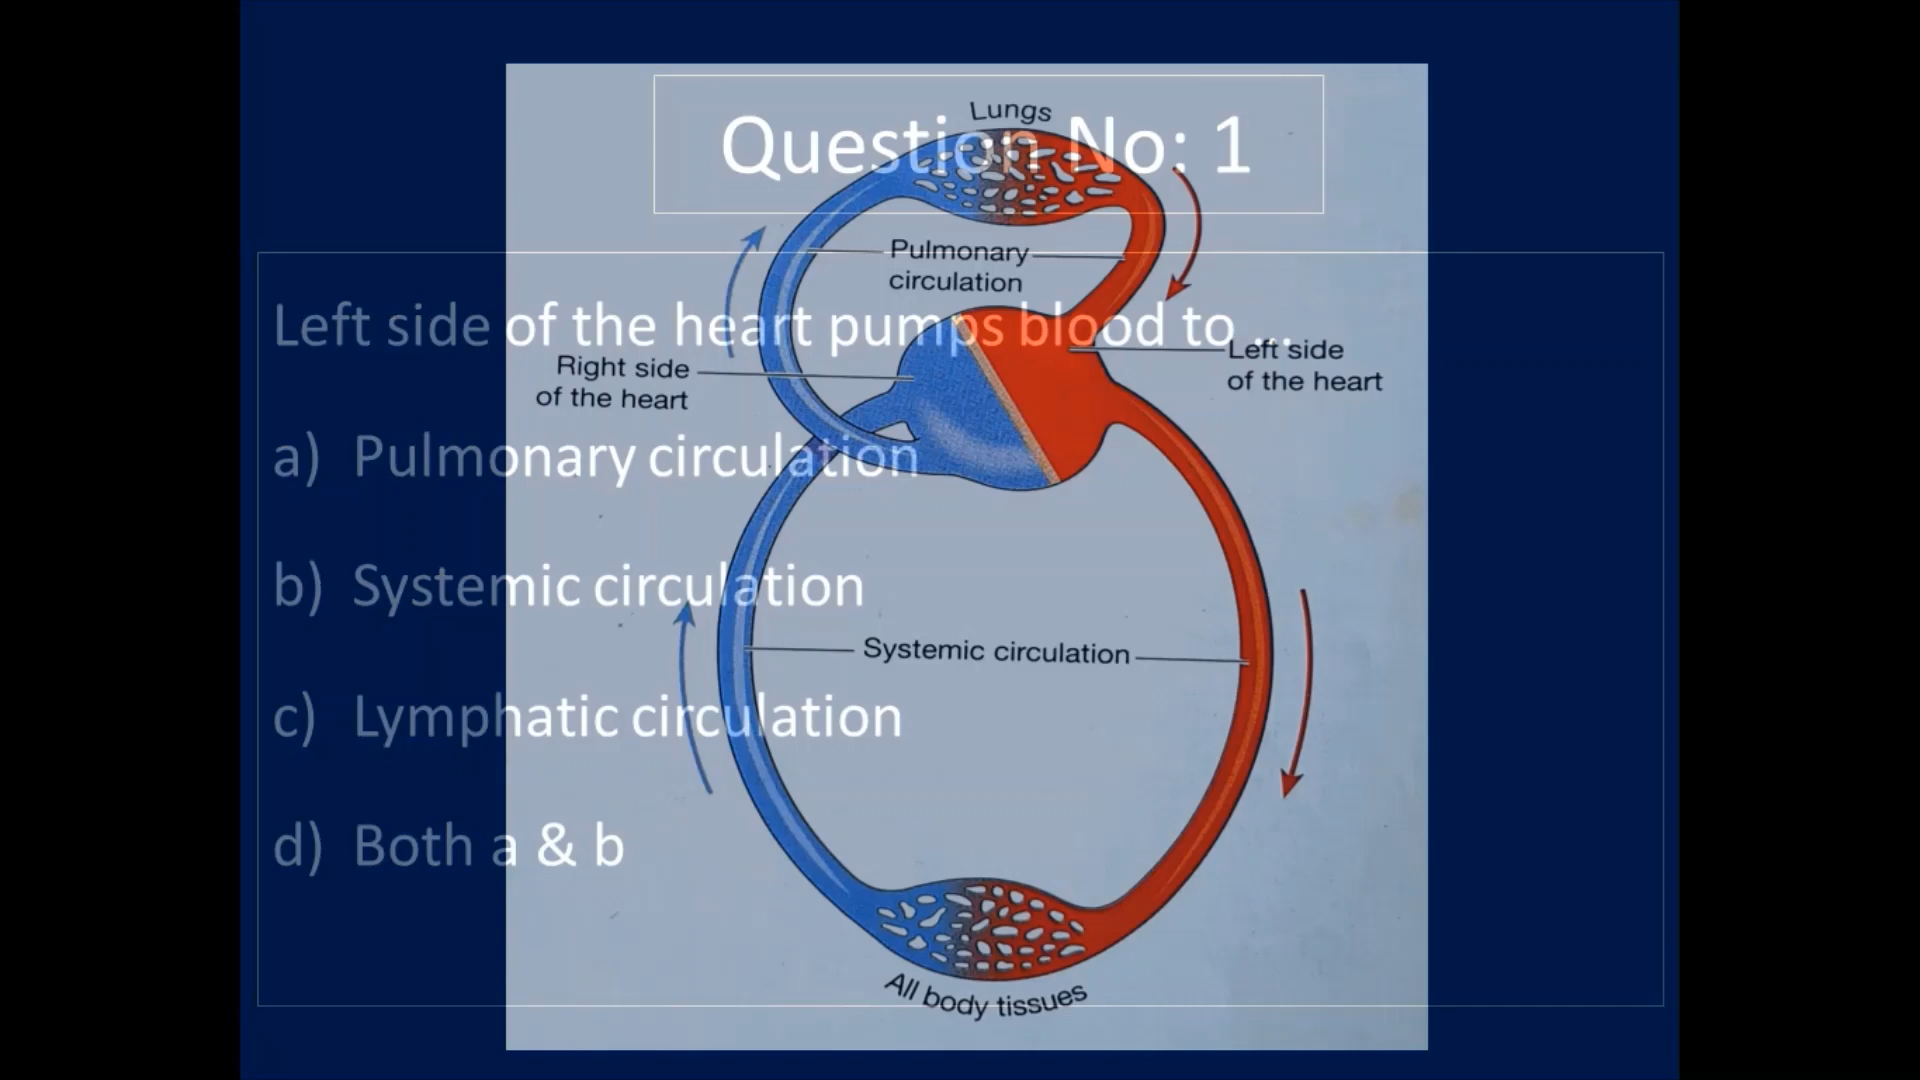 Lungs
Question No: 1
Pulmonary
circulation
Left side of the heart pumps blood to ...
Right side
of the heart
Left side
of the heart
a) Pulmonary circulation
b) Systemic circulation
Systemic circulation
c) Lymphatic circulation
d) Both a & b
All body tissues